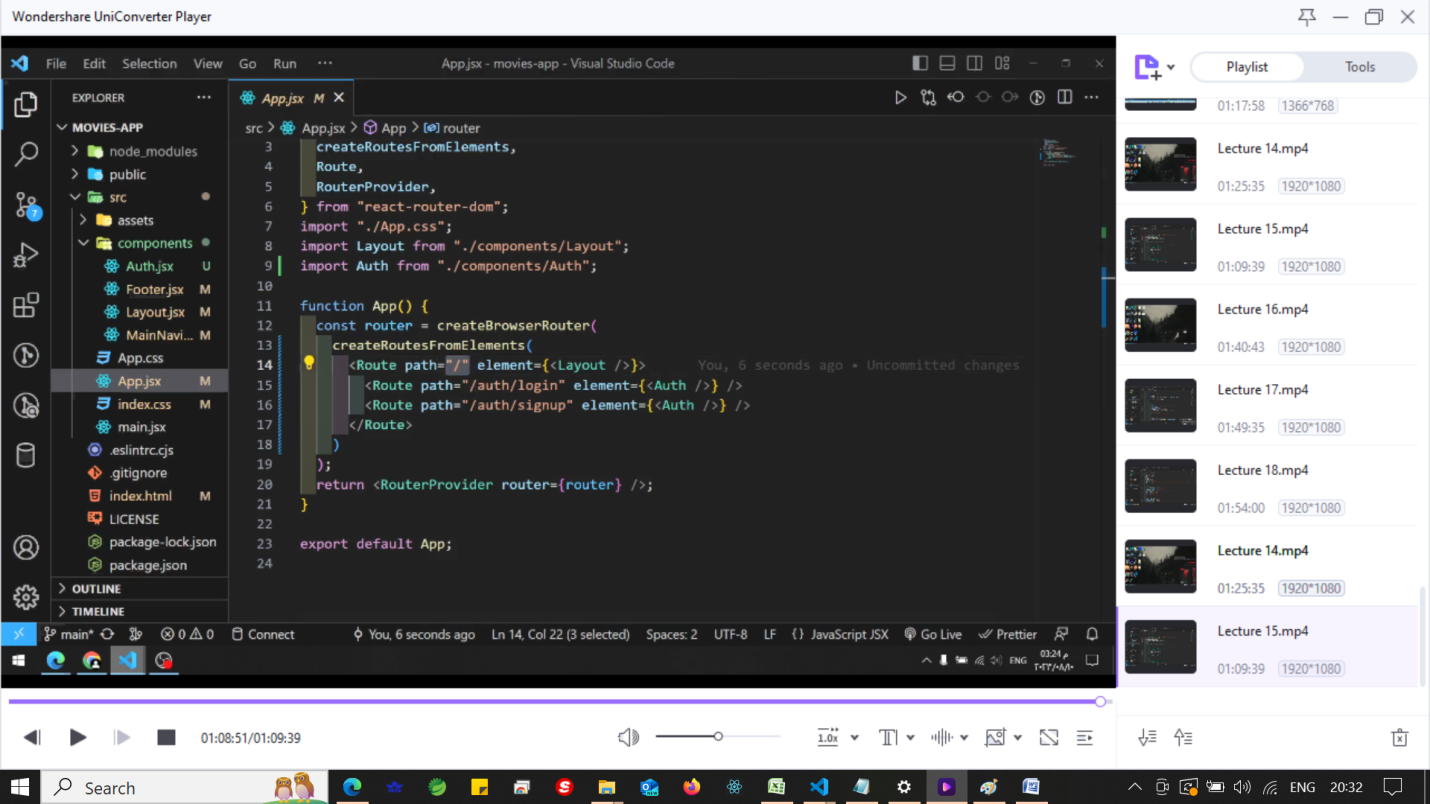 Wondershare UniConverter Player
File Edit Selection View Go Run ··· App.jsx - movies-app - Visual Studio Code
EXPLORER ···
App.jsx M
src > App.jsx > App > router
MOVIES-APP
node_modules
public
src
assets
components
Auth.jsx U
Footer.jsx M
Layout.jsx M
MainNavi... M
App.css
App.jsx M
index.css M
main.jsx
.eslintrc.cjs
.gitignore
index.html M
LICENSE
package-lock.json
package.json
OUTLINE
TIMELINE
7
3 createRoutesFromElements,
4 Route,
5 RouterProvider,
6 } from "react-router-dom";
7 import "./App.css";
8 import Layout from "./components/Layout";
9 import Auth from "./components/Auth";
10
11 function App() {
12 const router = createBrowserRouter(
13 createRoutesFromElements(
14 <Route path="/" element={<Layout />}> You, 6 seconds ago • Uncommitted changes
15 <Route path="/auth/login" element={<Auth />} />
16 <Route path="/auth/signup" element={<Auth />} />
17 </Route>
18 )
19 );
20 return <RouterProvider router={router} />;
21 }
22
23 export default App;
24
main* 0 0 Connect You, 6 seconds ago Ln 14, Col 22 (3 selected) Spaces: 2 UTF-8 LF {} JavaScript JSX Go Live Prettier
ENG 03:24 م
01:08:51/01:09:39
1.0x
Playlist Tools
01:17:58 1366*768
Lecture 14.mp4
01:25:35 1920*1080
Lecture 15.mp4
01:09:39 1920*1080
Lecture 16.mp4
01:40:43 1920*1080
Lecture 17.mp4
01:49:35 1920*1080
Lecture 18.mp4
01:54:00 1920*1080
Lecture 14.mp4
01:25:35 1920*1080
Lecture 15.mp4
01:09:39 1920*1080
Search
ENG 20:32